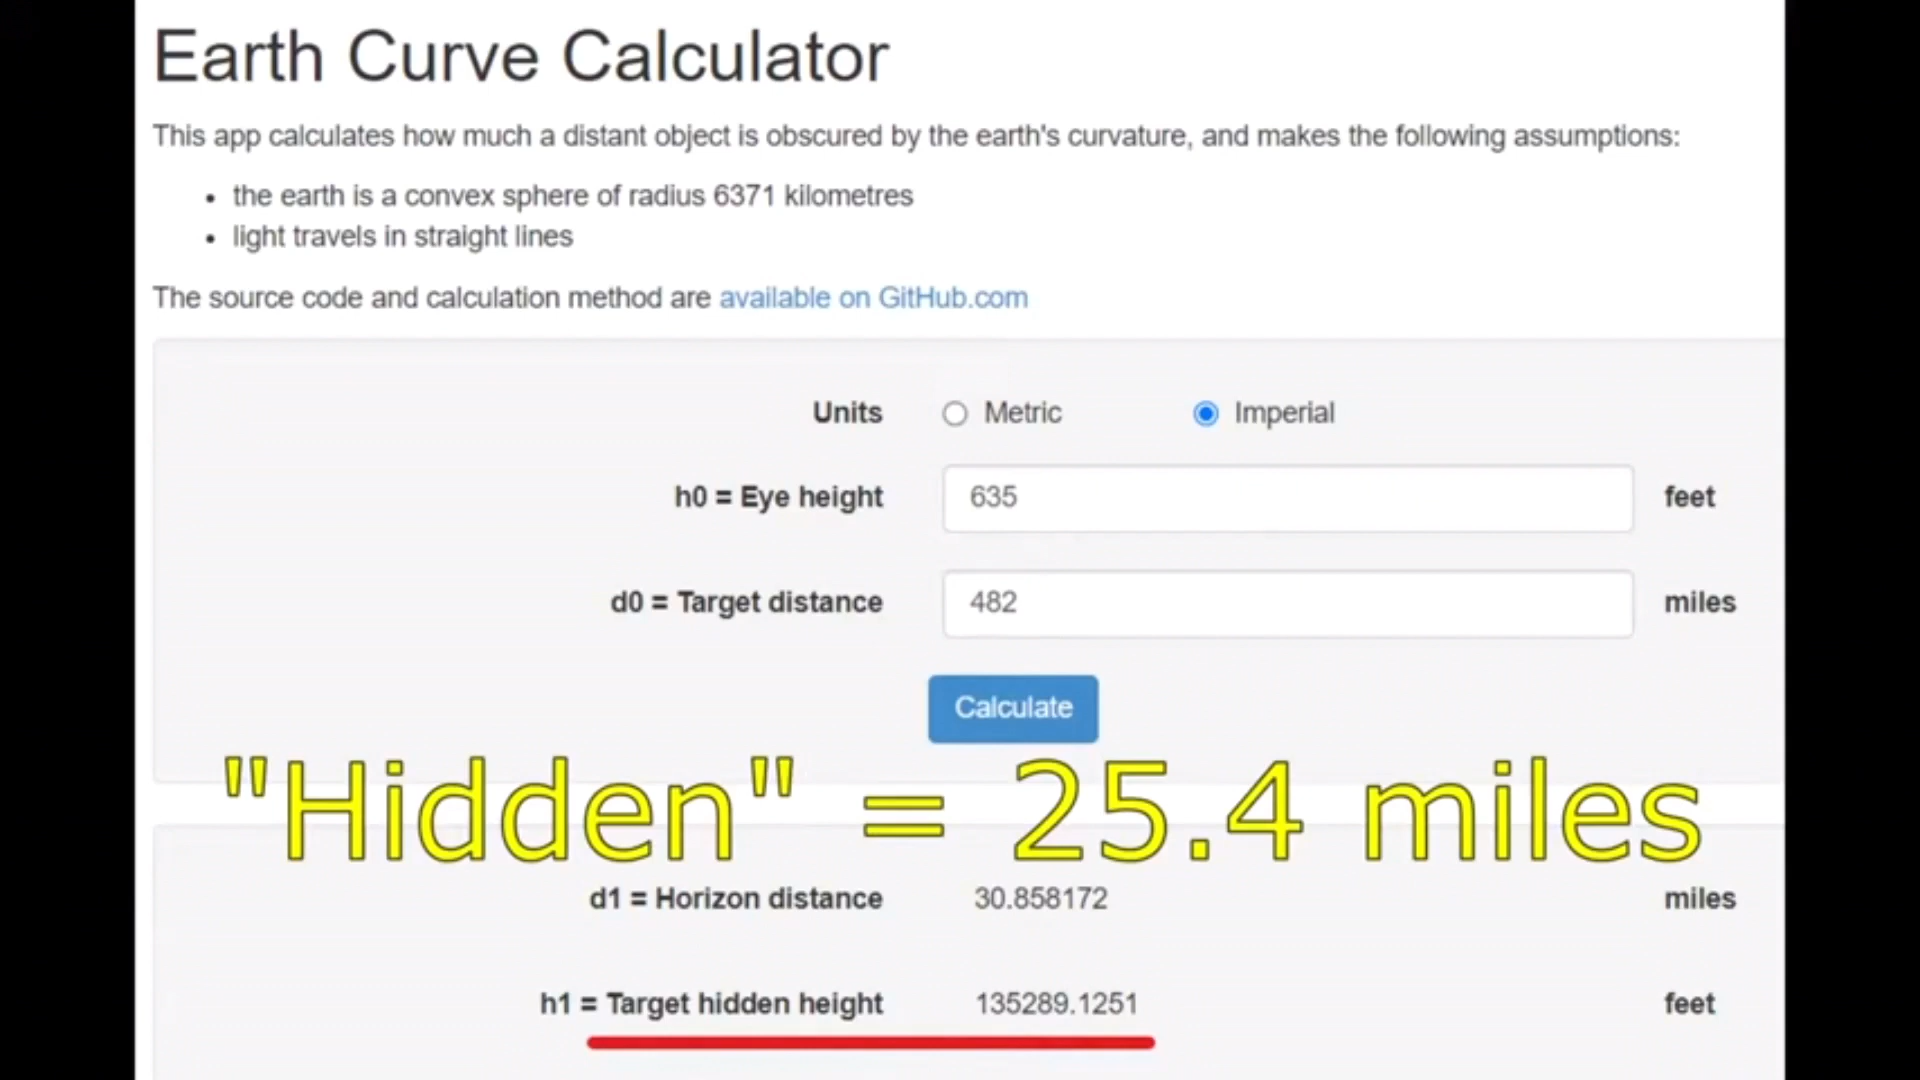 Earth Curve Calculator
This app calculates how much a distant object is obscured by the earth's curvature, and makes the following assumptions:
• the earth is a convex sphere of radius 6371 kilometres
• light travels in straight lines
The source code and calculation method are available on GitHub.com
Units Metric Imperial
h0 = Eye height 635 feet
d0 = Target distance 482 miles
Calculate
"Hidden" = 25.4 miles
d1 = Horizon distance 30.858172 miles
h1 = Target hidden height 135289.1251 feet